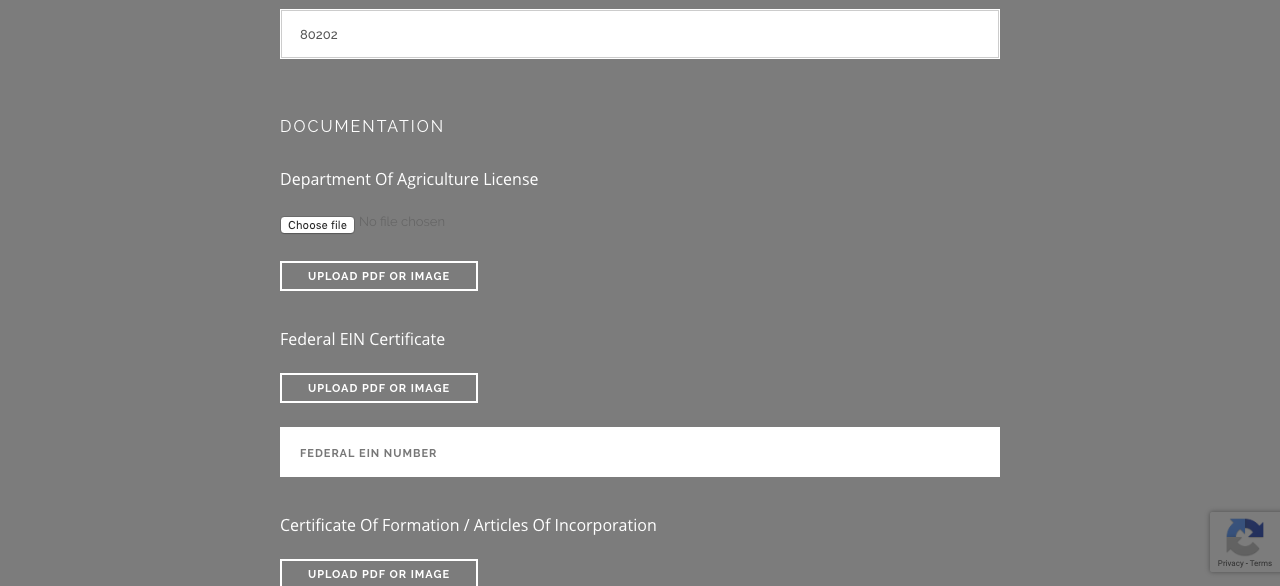 80202
DOCUMENTATION
Department Of Agriculture License
Choose file No file chosen
UPLOAD PDF OR IMAGE
Federal EIN Certificate
UPLOAD PDF OR IMAGE
FEDERAL EIN NUMBER
Certificate Of Formation / Articles Of Incorporation
UPLOAD PDF OR IMAGE
Privacy - Terms